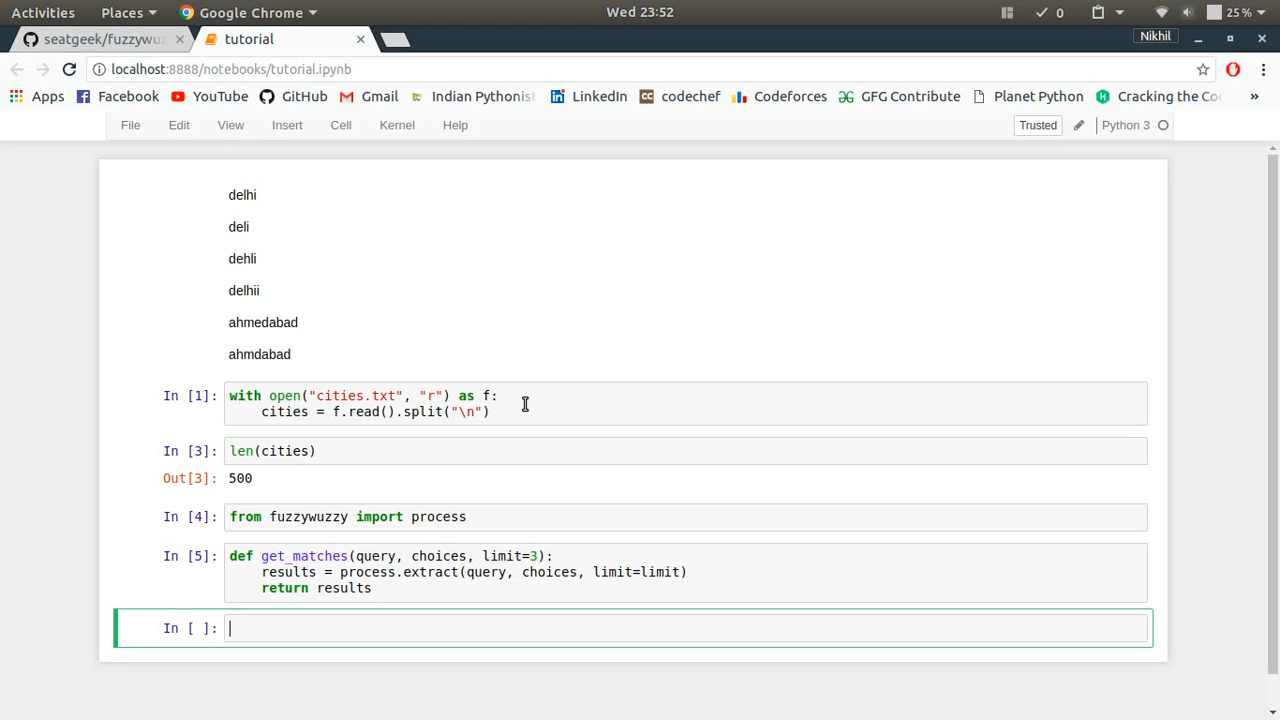 Activities Places Google Chrome Wed 23:52 0 25 %
seatgeek/fuzzywuz tutorial Nikhil
localhost:8888/notebooks/tutorial.ipynb
Apps Facebook YouTube GitHub Gmail Indian Pythonist LinkedIn codechef Codeforces GFG Contribute Planet Python Cracking the Co »
File Edit View Insert Cell Kernel Help Trusted Python 3
delhi
deli
dehli
delhii
ahmedabad
ahmdabad
In [1]: with open("cities.txt", "r") as f:
cities = f.read().split("\n")
In [3]: len(cities)
Out[3]: 500
In [4]: from fuzzywuzzy import process
In [5]: def get_matches(query, choices, limit=3):
results = process.extract(query, choices, limit=limit)
return results
In [ ]: